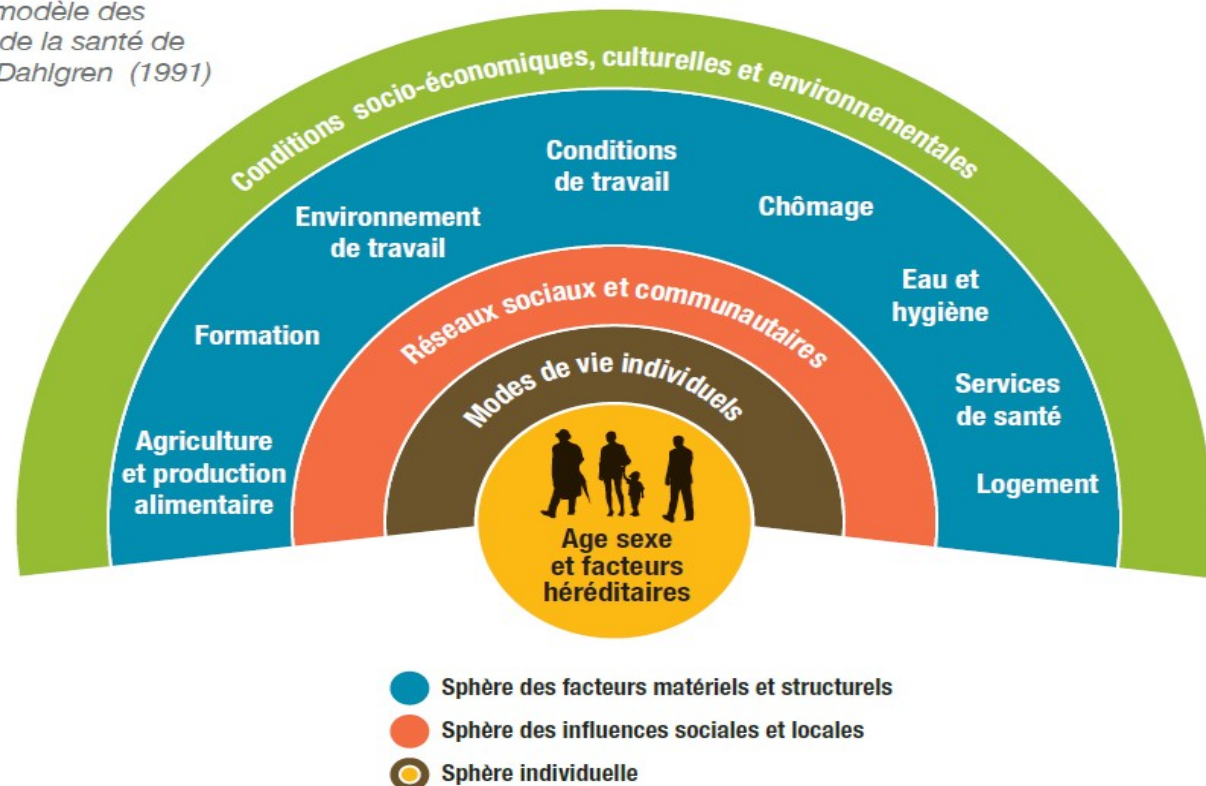 modèle des
de la santé de
Dahlgren (1991)
Conditions socio-économiques, culturelles et environnementales
Conditions
de travail
Environnement
de travail
Chômage
Formation
Eau et
hygiène
Réseaux sociaux et communautaires
Modes de vie individuels
Services
de santé
Agriculture
et production
alimentaire
Logement
Age sexe
et facteurs
héréditaires
Sphère des facteurs matériels et structurels
Sphère des influences sociales et locales
Sphère individuelle